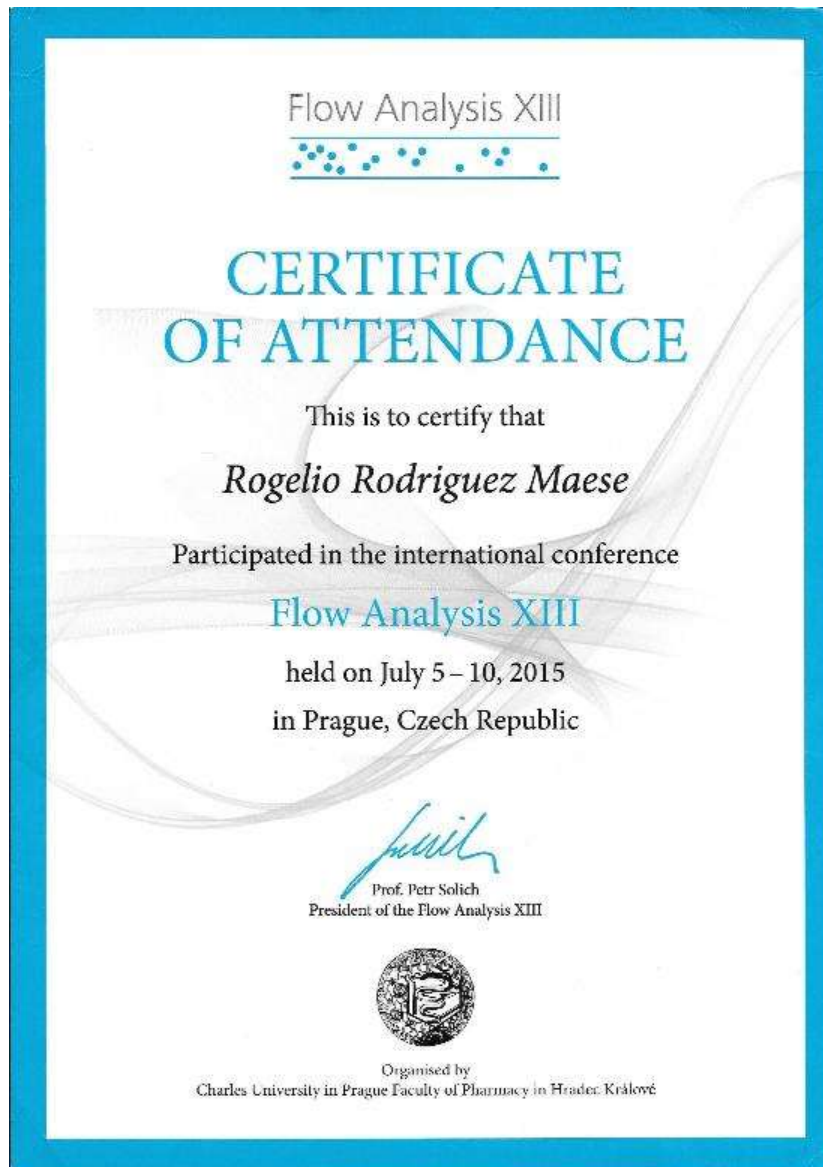 Flow Analysis XIII
CERTIFICATE
OF ATTENDANCE
This is to certify that
Rogelio Rodriguez Maese
Participated in the international conference
Flow Analysis XIII
held on July 5 – 10, 2015
in Prague, Czech Republic
Prof. Petr Solich
President of the Flow Analysis XIII
Organised by
Charles University in Prague Faculty of Pharmacy in Hradec Králové